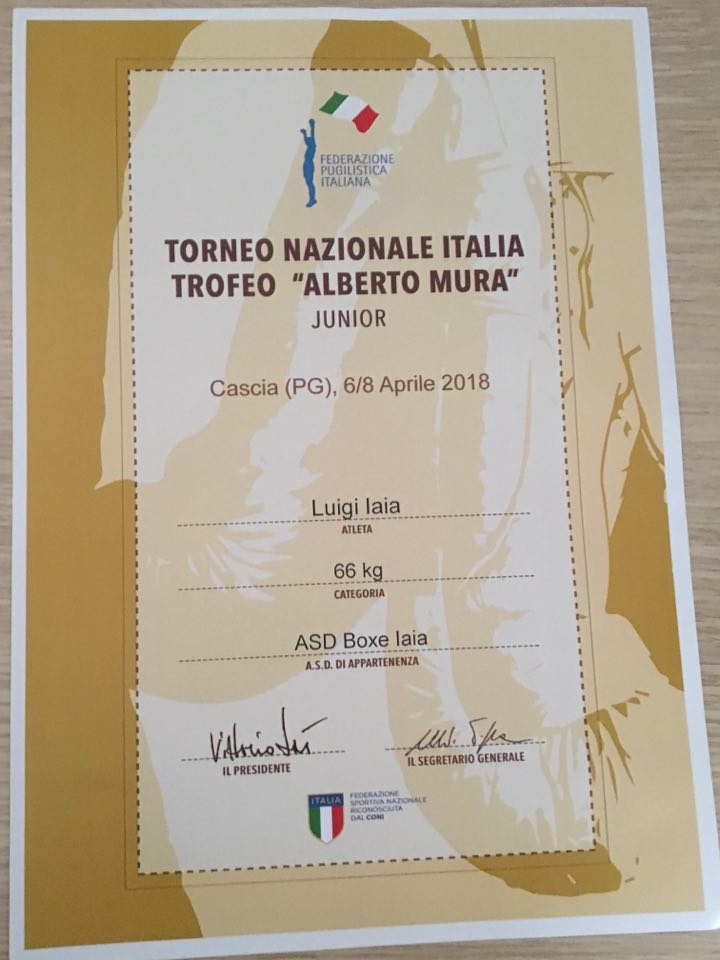 FEDERAZIONE
PUGILISTICA
ITALIANA
TORNEO NAZIONALE ITALIA
TROFEO "ALBERTO MURA"
JUNIOR
Cascia (PG), 6/8 Aprile 2018
Luigi Iaia
ATLETA
66 kg
CATEGORIA
ASD Boxe Iaia
A.S.D. DI APPARTENENZA
IL PRESIDENTE
IL SEGRETARIO GENERALE
ITALIA
FEDERAZIONE
SPORTIVA NAZIONALE
RICONOSCIUTA
DAL CONI